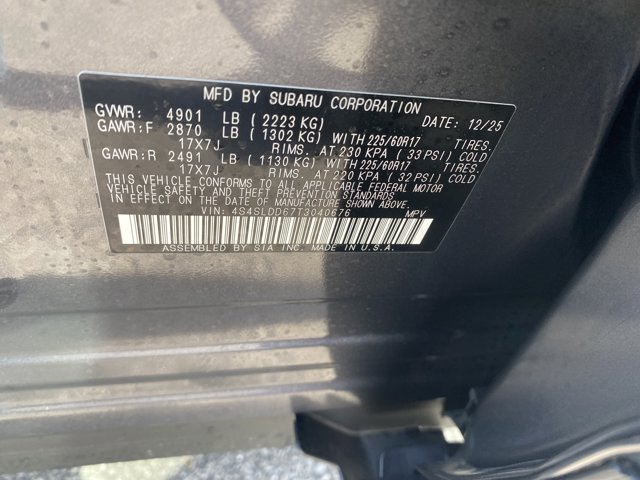 MFD BY SUBARU CORPORATION
GVWR: 4901 LB (2223 KG) DATE: 12/25
GAWR:F 2870 LB (1302 KG) WITH 225/60R17 TIRES.
17X7J RIMS. AT 230 KPA (33 PSI) COLD
GAWR:R 2491 LB (1130 KG) WITH 225/60R17 TIRES.
17X7J RIMS. AT 220 KPA (32 PSI) COLD
THIS VEHICLE CONFORMS TO ALL APPLICABLE FEDERAL MOTOR
VEHICLE SAFETY AND THEFT PREVENTION STANDARDS
IN EFFECT ON THE DATE OF MANUFACTURE SHOWN ABOVE.
VIN: 4S4SLDD67T3040676 MPV
ASSEMBLED BY SIA INC. MADE IN U.S.A.